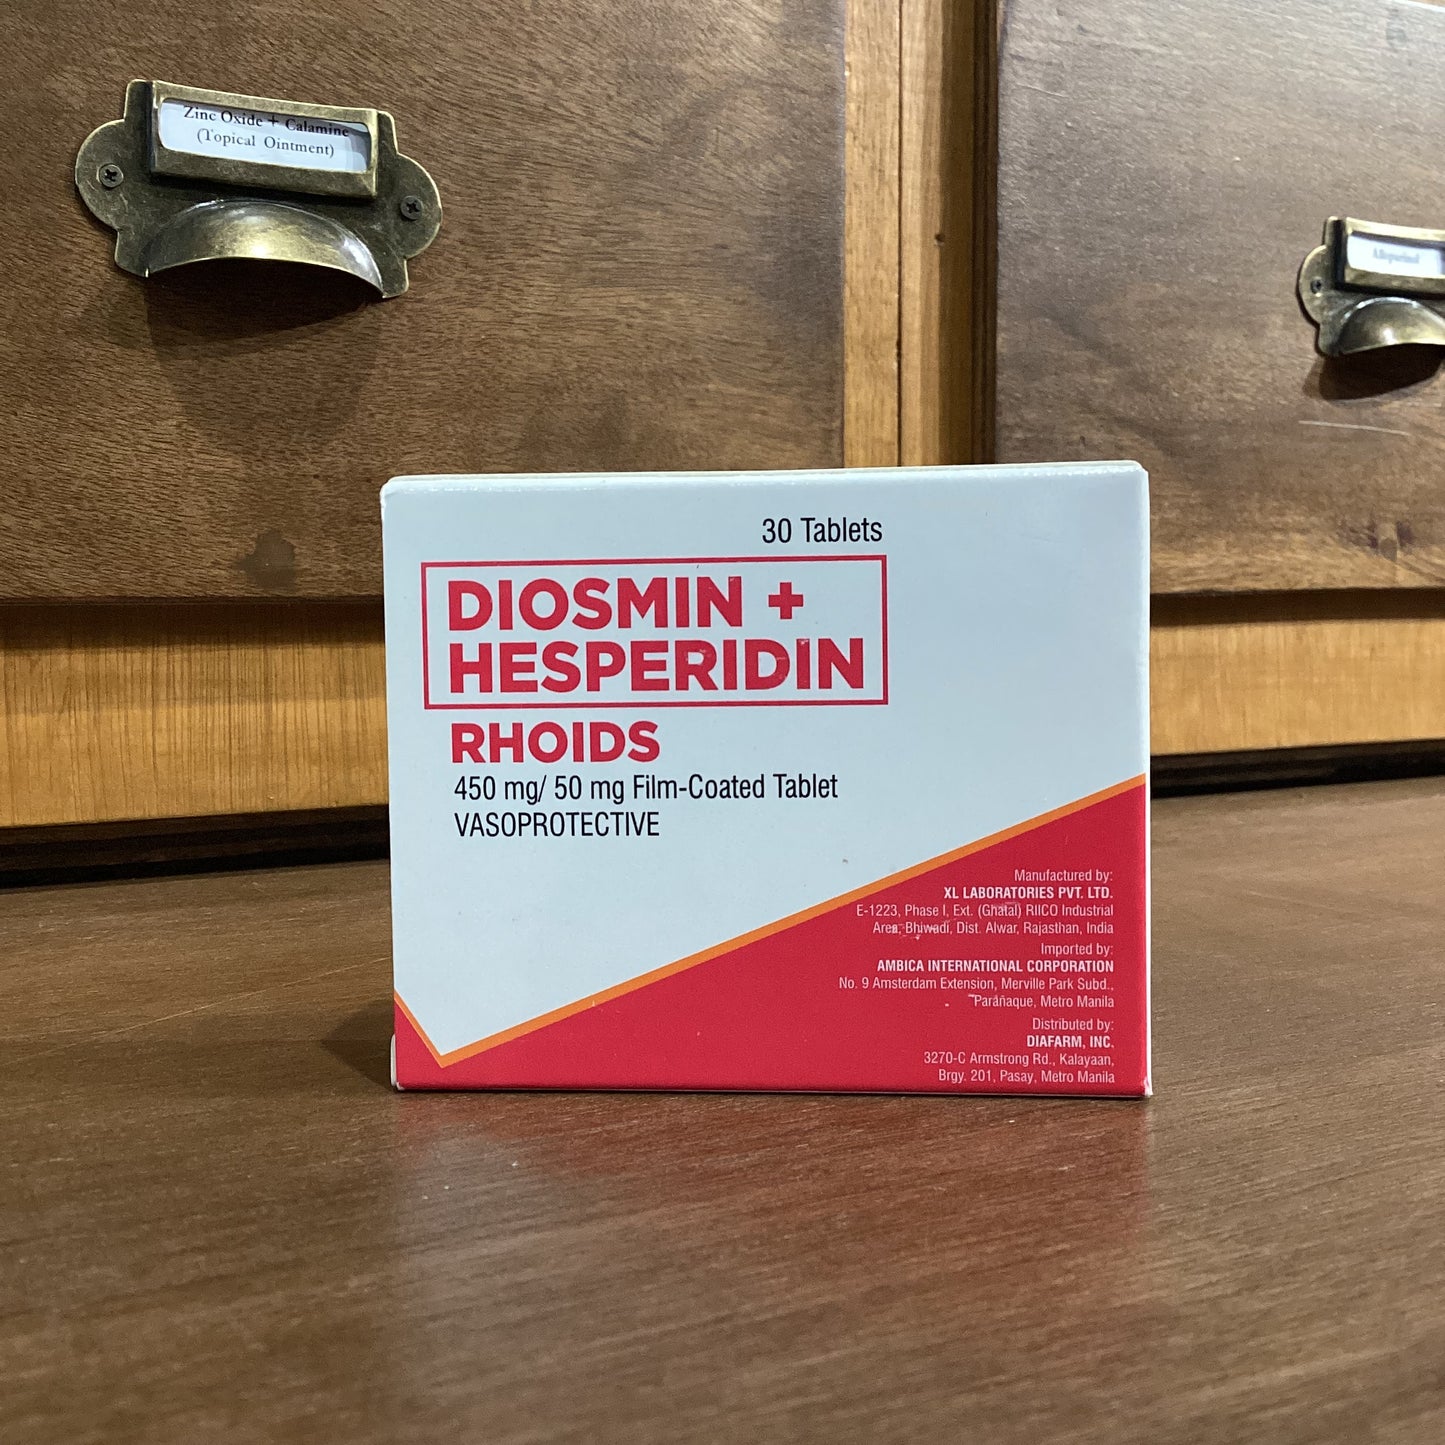 Zinc Oxide + Calamine
(Topical Ointment)
30 Tablets
DIOSMIN +
HESPERIDIN
RHOIDS
450 mg/ 50 mg Film-Coated Tablet
VASOPROTECTIVE
Manufactured by:
XL LABORATORIES PVT. LTD.
E-1223, Phase I, Ext. (Ghatal) RIICO Industrial
Area, Bhiwadi, Dist. Alwar, Rajasthan, India
Imported by:
AMBICA INTERNATIONAL CORPORATION
No. 9 Amsterdam Extension, Merville Park Subd.,
Parañaque, Metro Manila
Distributed by:
DIAFARM, INC.
3270-C Armstrong Rd., Kalayaan,
Brgy. 201, Pasay, Metro Manila